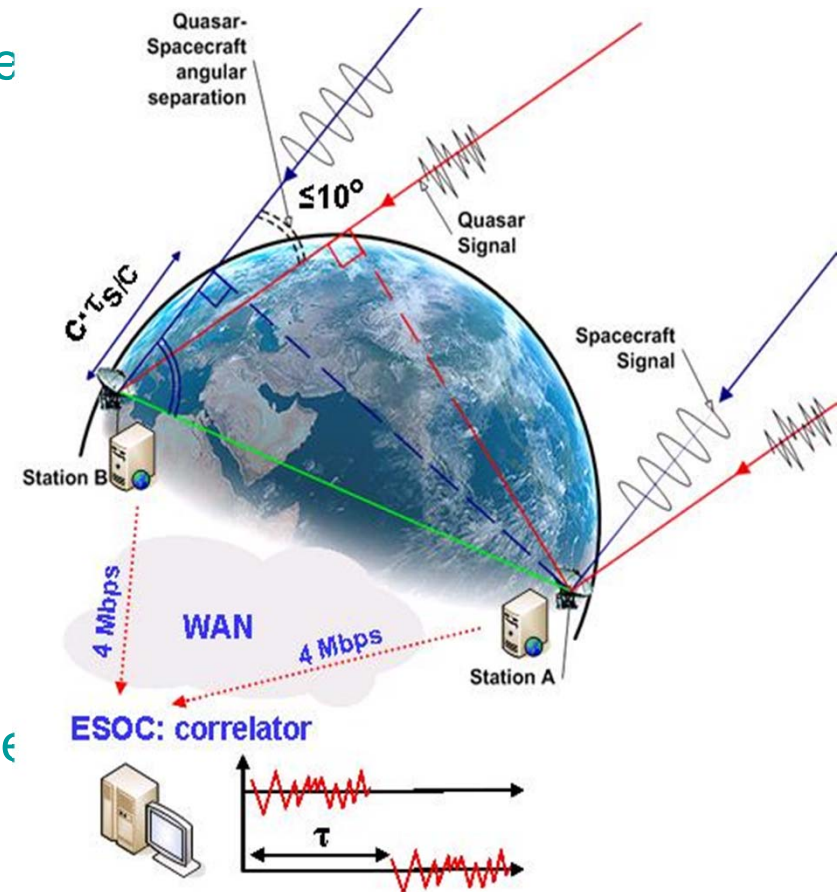 Quasar-
Spacecraft
angular
separation
≤10°
Quasar
Signal
C·τS/C
Spacecraft
Signal
Station B
4 Mbps
WAN
4 Mbps
Station A
ESOC: correlator
τ